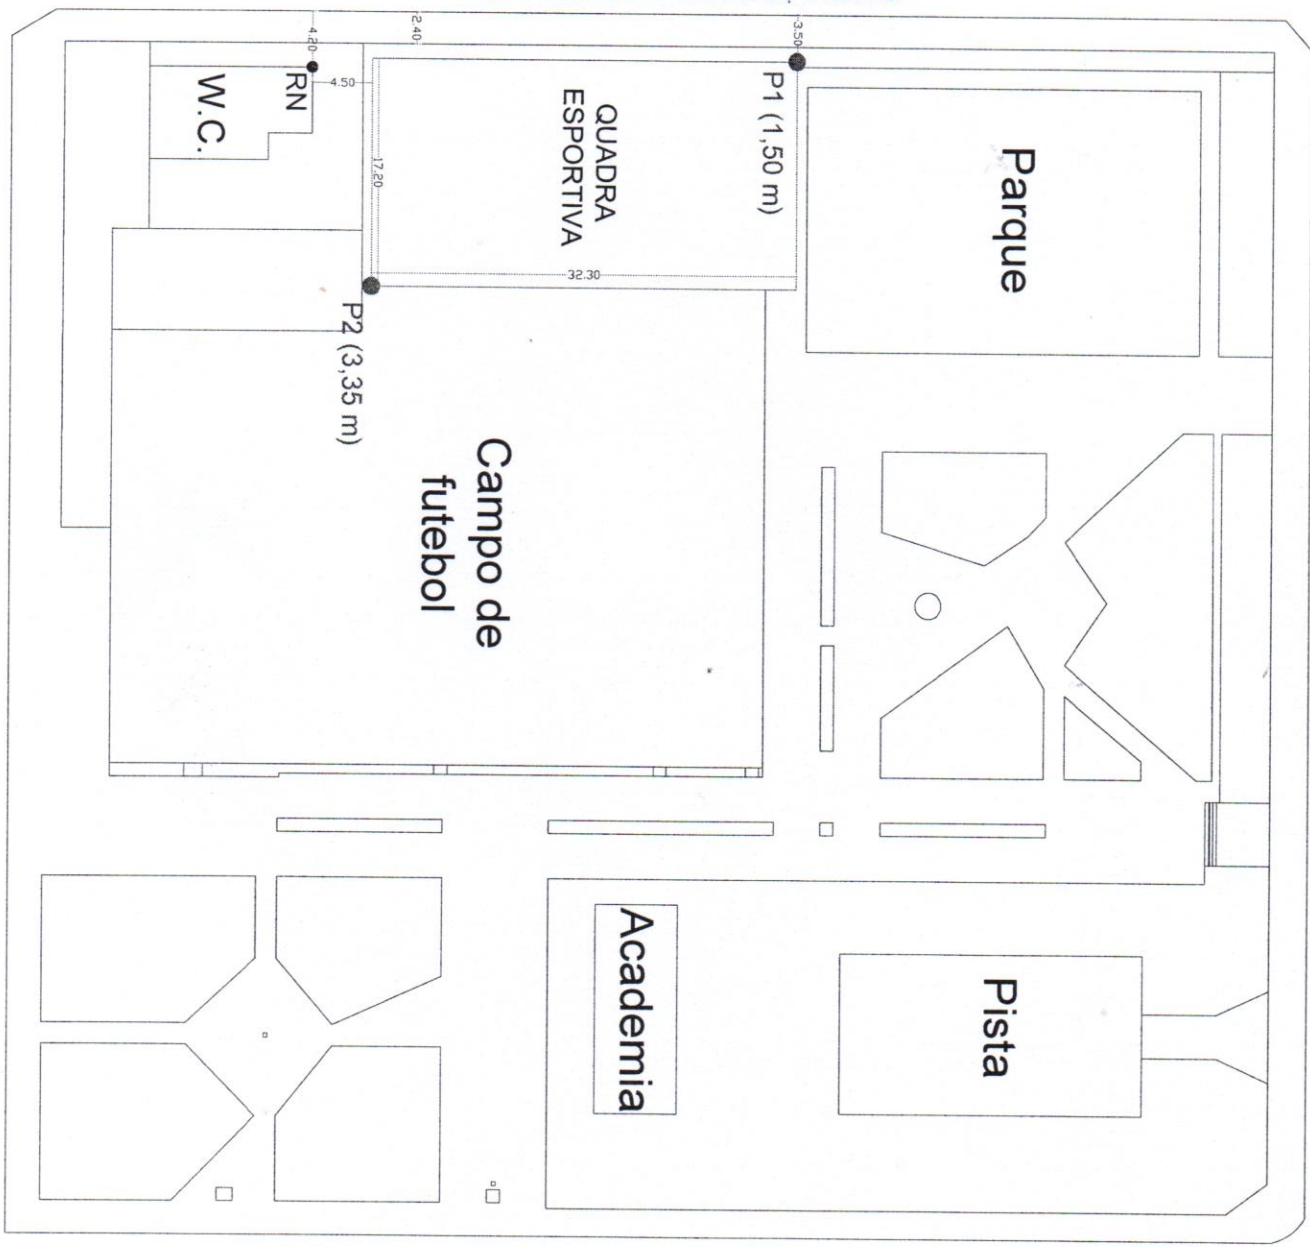 4.20
2.40
3.50
W.C.
RN
4.50
17.20
QUADRA
ESPORTIVA
P1 (1,50 m)
Parque
32.30
P2 (3,35 m)
Campo de
futebol
Academia
Pista